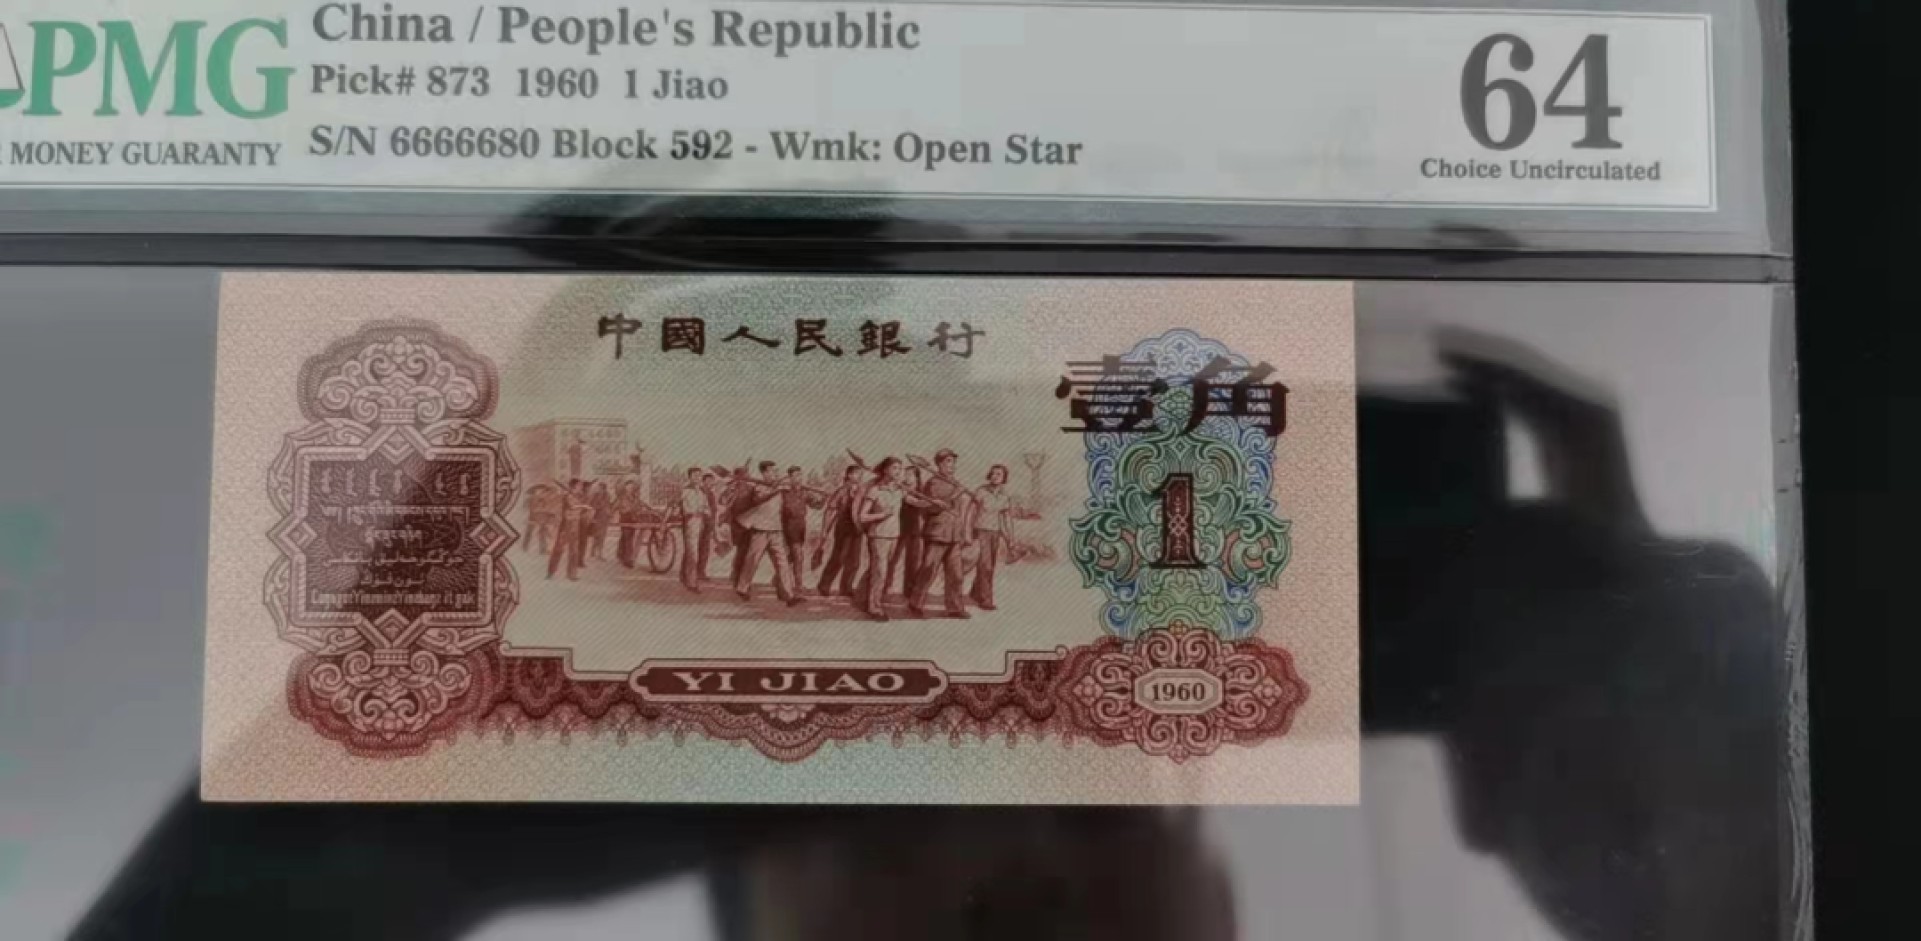 PMG
MONEY GUARANTY
China / People's Republic
Pick# 873 1960 1 Jiao
S/N 6666680 Block 592 - Wmk: Open Star
64
Choice Uncirculated
中國人民銀行
壹角
1
YI JIAO
1960